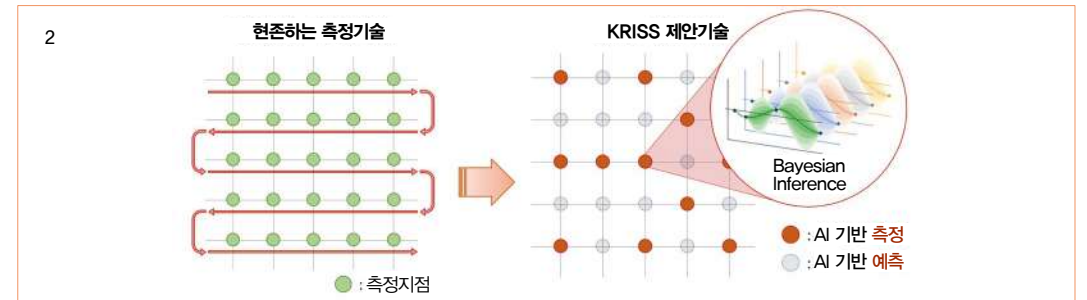 2
현존하는 측정기술
KRISS 제안기술
Bayesian
Inference
: AI 기반 측정
: AI 기반 예측
: 측정지점